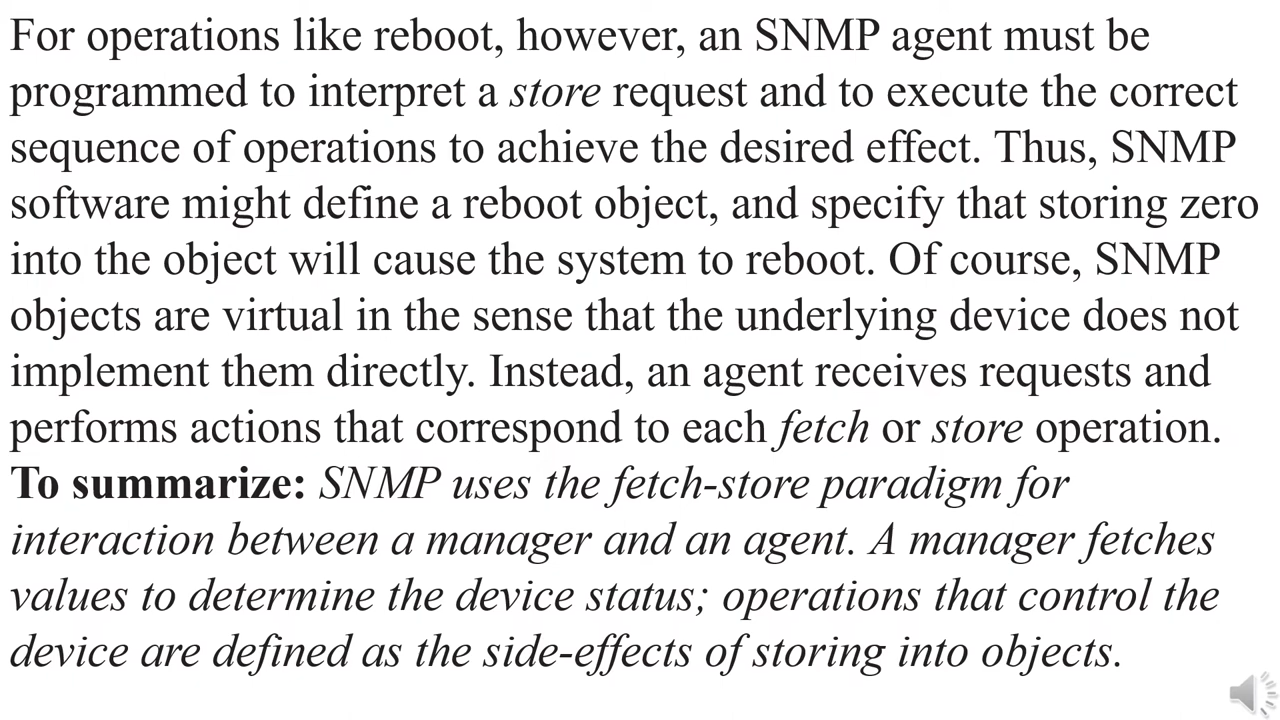 For operations like reboot, however, an SNMP agent must be
programmed to interpret a store request and to execute the correct
sequence of operations to achieve the desired effect. Thus, SNMP
software might define a reboot object, and specify that storing zero
into the object will cause the system to reboot. Of course, SNMP
objects are virtual in the sense that the underlying device does not
implement them directly. Instead, an agent receives requests and
performs actions that correspond to each fetch or store operation.
To summarize: SNMP uses the fetch-store paradigm for
interaction between a manager and an agent. A manager fetches
values to determine the device status; operations that control the
device are defined as the side-effects of storing into objects.